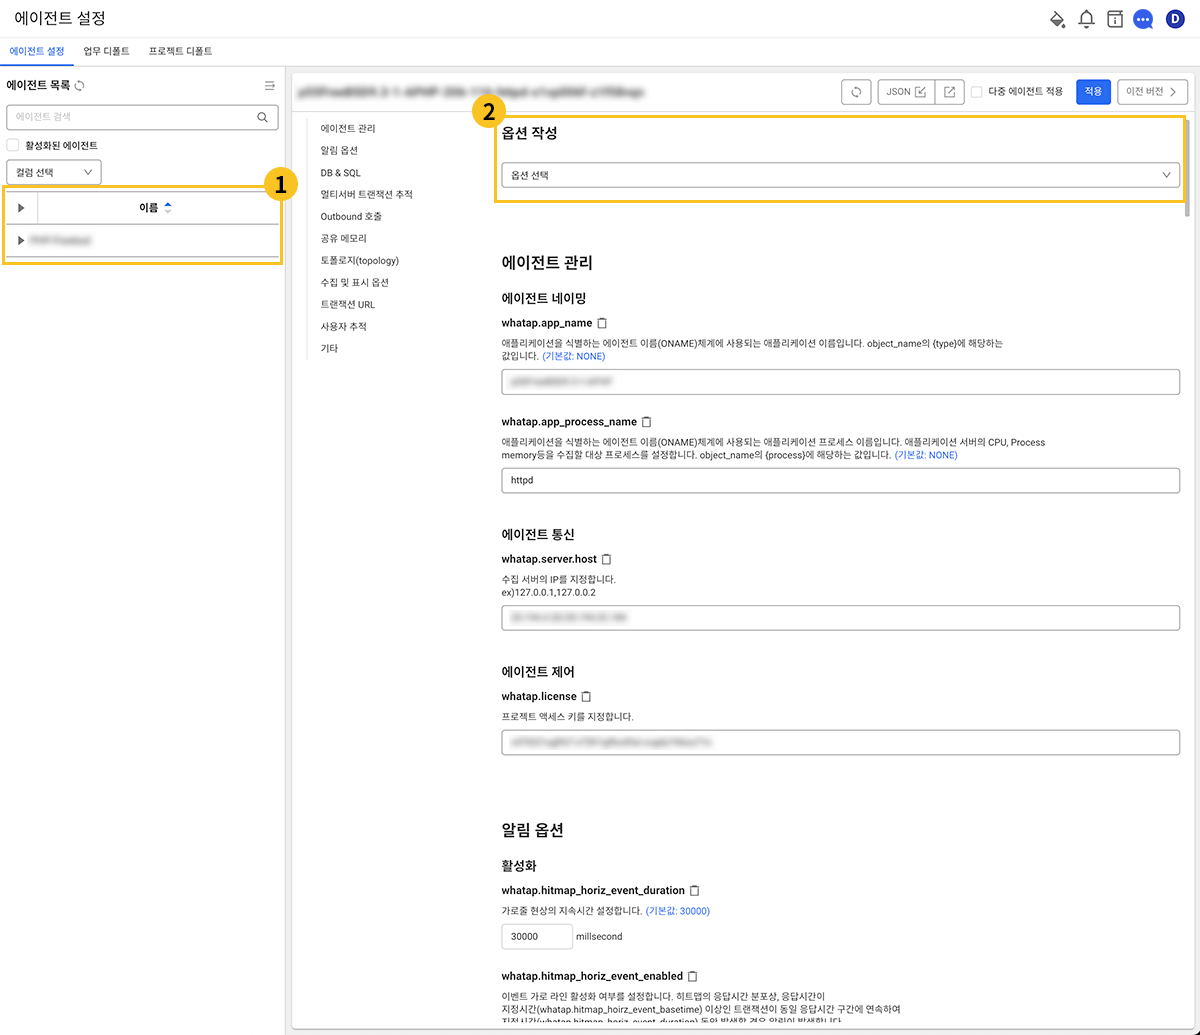 에이전트 설정
D
에이전트 설정 업무 디폴트 프로젝트 디폴트
에이전트 목록
에이전트 검색
활성화된 에이전트
컬럼 선택
1
이름
JSON 다중 에이전트 적용 적용 이전 버전
에이전트 관리
알림 옵션
DB & SQL
멀티서버 트랜잭션 추적
Outbound 호출
공유 메모리
토폴로지(topology)
수집 및 표시 옵션
트랜잭션 URL
사용자 추적
기타
2
옵션 작성
옵션 선택
에이전트 관리
에이전트 네이밍
whatap.app_name
애플리케이션을 식별하는 에이전트 이름(ONAME)체계에 사용되는 애플리케이션 이름입니다. object_name의 {type}에 해당하는
값입니다. (기본값: NONE)
whatap.app_process_name
애플리케이션을 식별하는 에이전트 이름(ONAME)체계에 사용되는 애플리케이션 프로세스 이름입니다. 애플리케이션 서버의 CPU, Process
memory등을 수집할 대상 프로세스를 설정합니다. object_name의 {process}에 해당하는 값입니다. (기본값: NONE)
httpd
에이전트 통신
whatap.server.host
수집 서버의 IP를 지정합니다.
ex)127.0.0.1,127.0.0.2
에이전트 제어
whatap.license
프로젝트 액세스 키를 지정합니다.
알림 옵션
활성화
whatap.hitmap_horiz_event_duration
가로줄 현상의 지속시간 설정합니다. (기본값: 30000)
30000 millsecond
whatap.hitmap_horiz_event_enabled
이벤트 가로 라인 활성화 여부를 설정합니다. 히트맵의 응답시간 분포상, 응답시간이
지정시간(whatap.hitmap_hoirz_event_basetime) 이상인 트랜잭션이 동일 응답시간 구간에 연속하여
지정시간(whatap.hitmap_horiz_event_duration) 동안 발생할 경우 알림이 발생합니다.